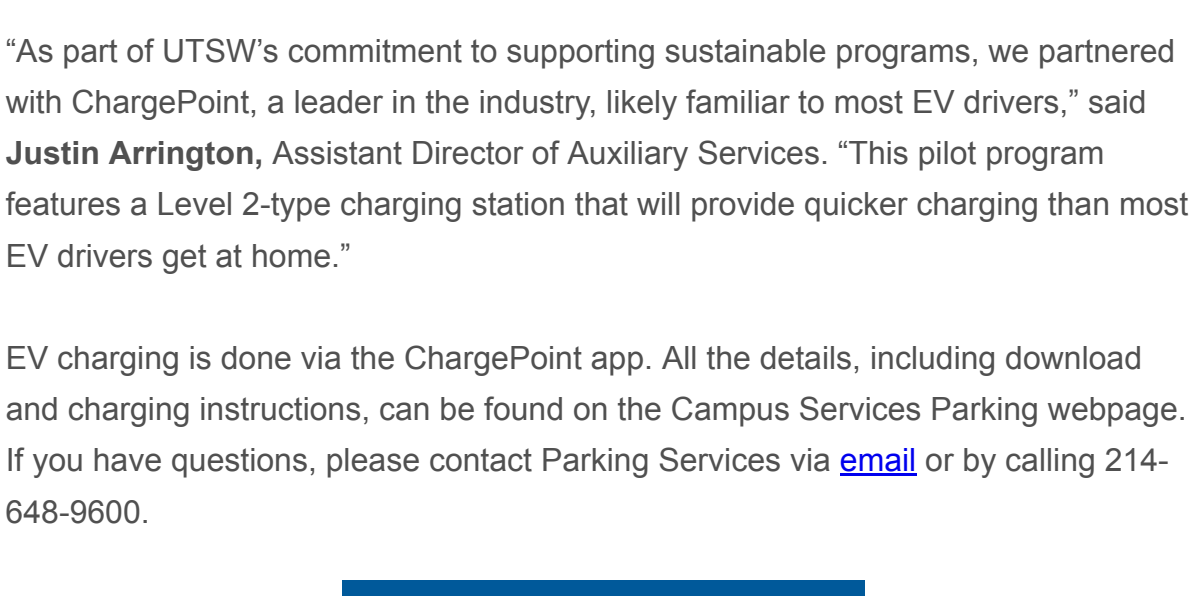 “As part of UTSW’s commitment to supporting sustainable programs, we partnered
with ChargePoint, a leader in the industry, likely familiar to most EV drivers,” said
Justin Arrington, Assistant Director of Auxiliary Services. “This pilot program
features a Level 2-type charging station that will provide quicker charging than most
EV drivers get at home.”
EV charging is done via the ChargePoint app. All the details, including download
and charging instructions, can be found on the Campus Services Parking webpage.
If you have questions, please contact Parking Services via email or by calling 214-
648-9600.